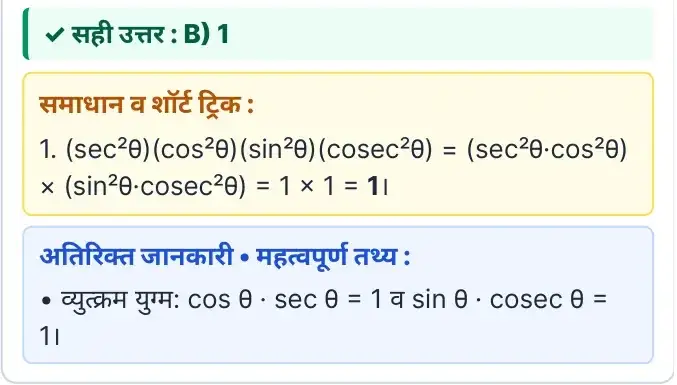 ✓ सही उत्तर : B) 1
समाधान व शॉर्ट ट्रिक :
1. (sec²θ)(cos²θ)(sin²θ)(cosec²θ) = (sec²θ·cos²θ)
× (sin²θ·cosec²θ) = 1 × 1 = 1।
अतिरिक्त जानकारी • महत्वपूर्ण तथ्य :
• व्युत्क्रम युग्म: cos θ · sec θ = 1 व sin θ · cosec θ =
1।